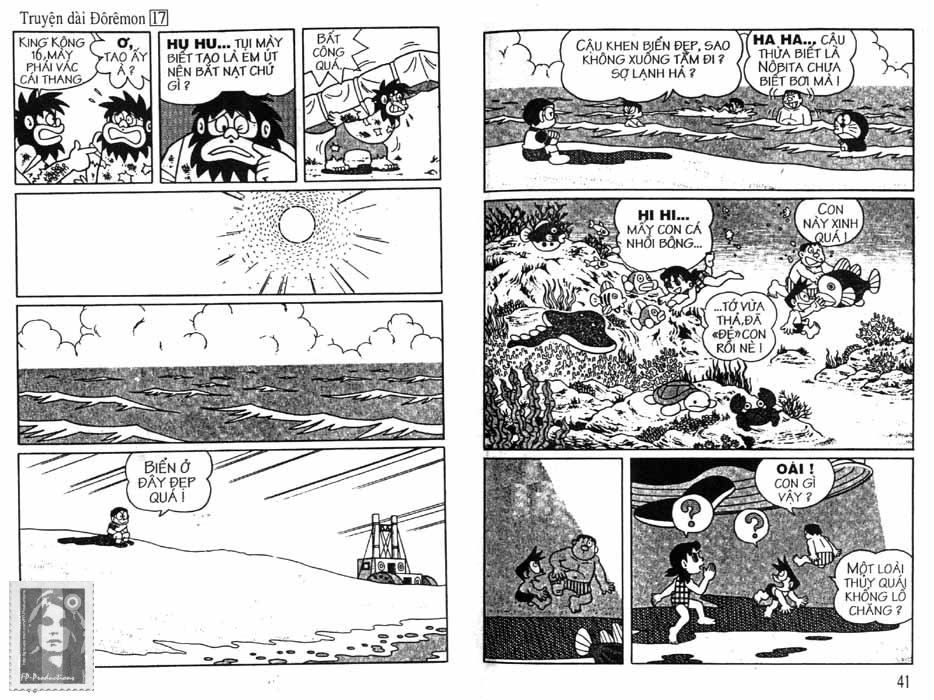 Truyện dài Đôrêmon 17
KING KÔNG
16, MÀY
PHẢI VÁC
CÁI THANG
Ơ,
TAO ẤY
À ?
HU HU... TỤI MÀY
BIẾT TAO LÀ EM ÚT
NÊN BẮT NẠT CHỨ
GÌ ?
BẤT
CÔNG
QUÁ.
BIỂN Ở
ĐÂY ĐẸP
QUÁ !
FP-Productions
CẬU KHEN BIỂN ĐẸP, SAO
KHÔNG XUỐNG TẮM ĐI ?
SỢ LẠNH HẢ ?
HA HA... CẬU
THỪA BIẾT LÀ
NÔBITA CHƯA
BIẾT BƠI MÀ !
HI HI...
MẤY CON CÁ
NHỒI BÔNG...
CON
NÀY XINH
QUÁ !
...TỚ VỪA
THẢ, ĐÃ
«ĐẺ» CON
RỒI NÈ !
OÁI !
CON GÌ
VẬY ?
?
?
MỘT LOÀI
THỦY QUÁI
KHỔNG LỒ
CHĂNG ?
41